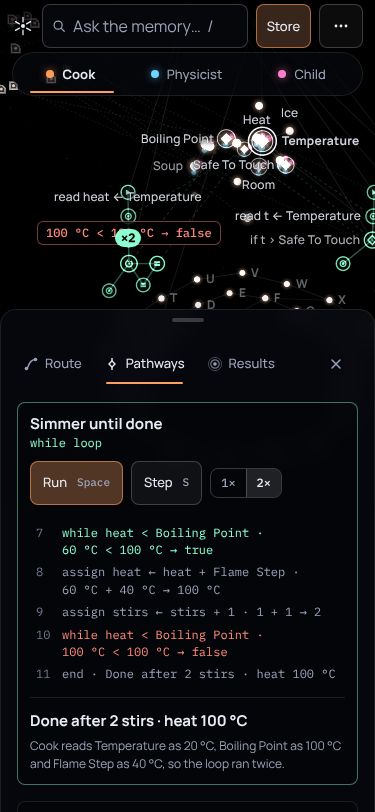 Ask the memory… /
Store
Cook
Physicist
Child
Ice
Heat
Boiling Point
Temperature
Soup
Safe To Touch
Room
read heat ← Temperature
read t ← Temperature
100 °C < 1 °C → false
×2
if t > Safe To Touch
V
U
W
E
T
D
F
X
Route
Pathways
Results
Simmer until done
while loop
Run Space
Step S
1×
2×
7 while heat < Boiling Point ·
60 °C < 100 °C → true
8 assign heat ← heat + Flame Step ·
60 °C + 40 °C → 100 °C
9 assign stirs ← stirs + 1 · 1 + 1 → 2
10 while heat < Boiling Point ·
100 °C < 100 °C → false
11 end · Done after 2 stirs · heat 100 °C
Done after 2 stirs · heat 100 °C
Cook reads Temperature as 20 °C, Boiling Point as 100 °C
and Flame Step as 40 °C, so the loop ran twice.